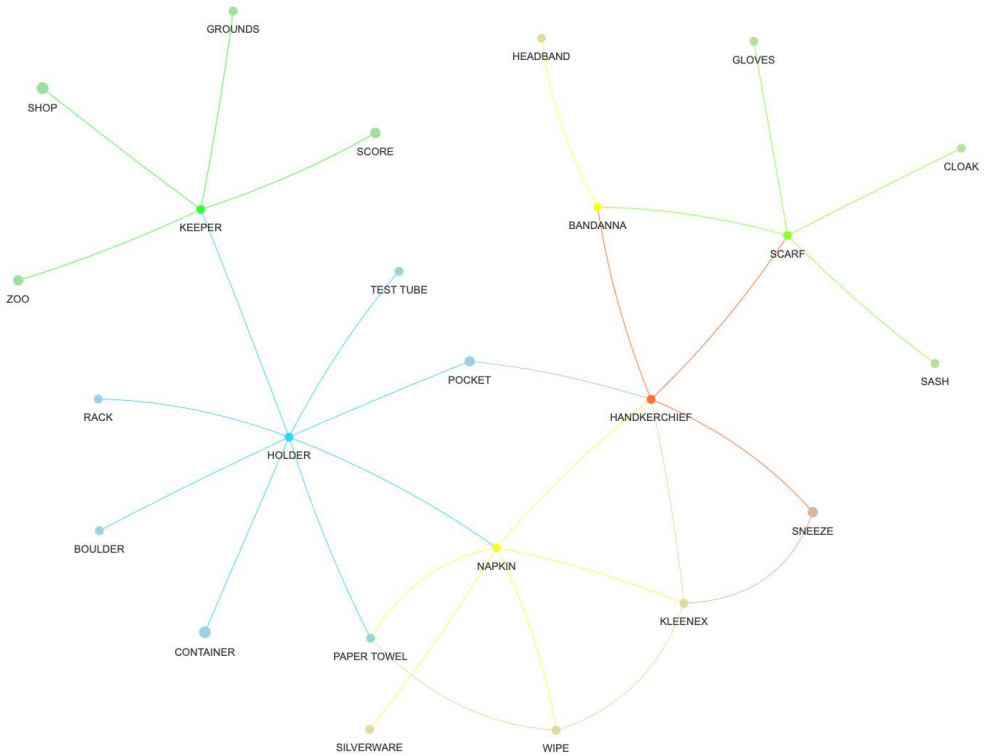 GROUNDS
HEADBAND
GLOVES
SHOP
SCORE
CLOAK
KEEPER
BANDANNA
SCARF
ZOO
TEST TUBE
POCKET
SASH
RACK
HANDKERCHIEF
HOLDER
SNEEZE
BOULDER
NAPKIN
KLEENEX
CONTAINER
PAPER TOWEL
SILVERWARE
WIPE